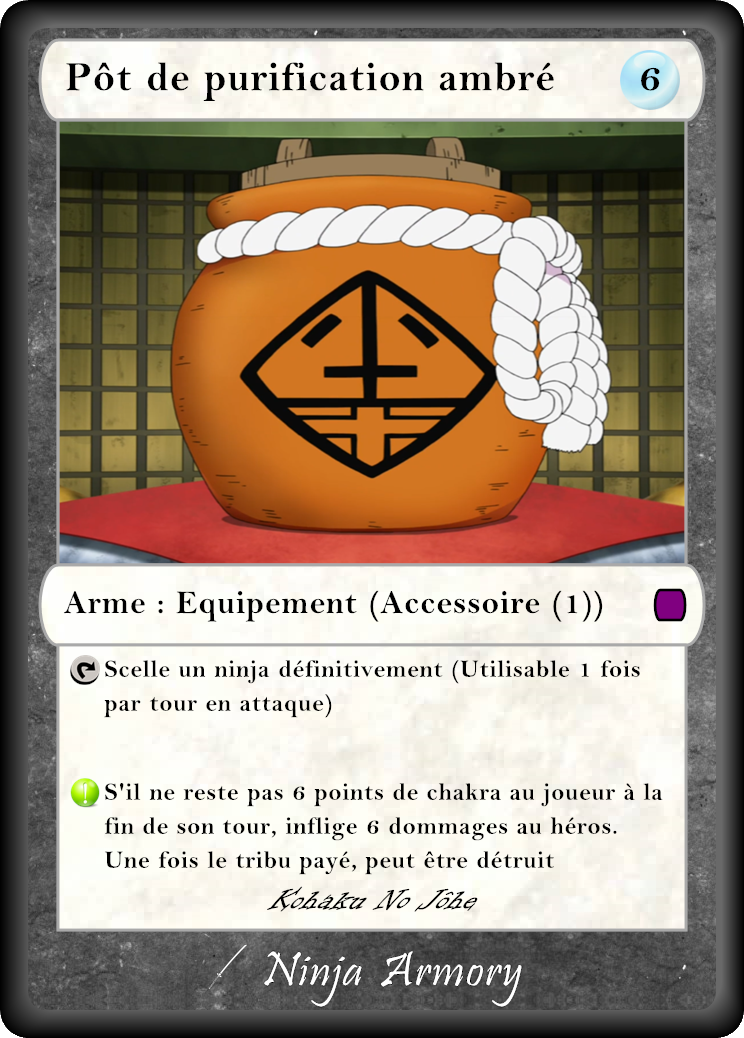 Pôt de purification ambré
6
Arme : Equipement (Accessoire (1))
Scelle un ninja définitivement (Utilisable 1 fois
par tour en attaque)
S'il ne reste pas 6 points de chakra au joueur à la
fin de son tour, inflige 6 dommages au héros.
Une fois le tribu payé, peut être détruit
Kohaku No Jôhe
Ninja Armory